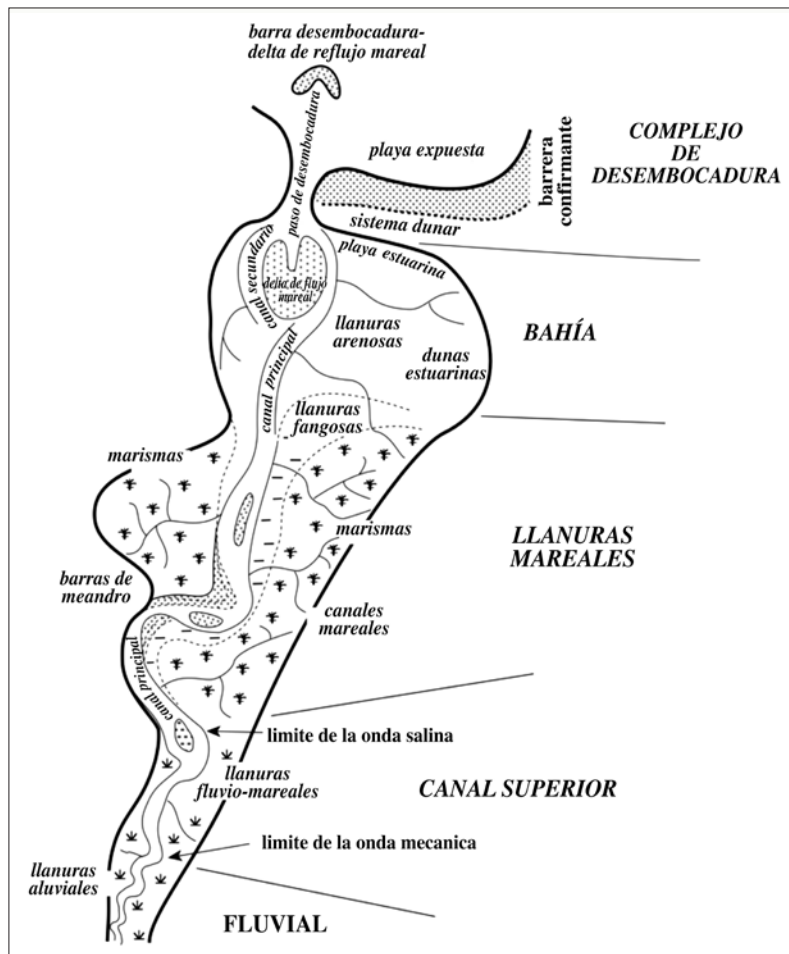 barra desembocadura-
delta de reflujo mareal
paso de desembocadura
playa expuesta
barrera
confirmante
COMPLEJO
DE
DESEMBOCADURA
sistema dunar
playa estuarina
canal secundario
delta de flujo
mareal
llanuras
arenosas
dunas
estuarinas
BAHÍA
canal principal
llanuras
fangosas
marismas
marismas
LLANURAS
MAREALES
barras de
meandro
canales
mareales
canal principal
limite de la onda salina
llanuras
fluvio-mareales
CANAL SUPERIOR
limite de la onda mecanica
llanuras
aluviales
FLUVIAL